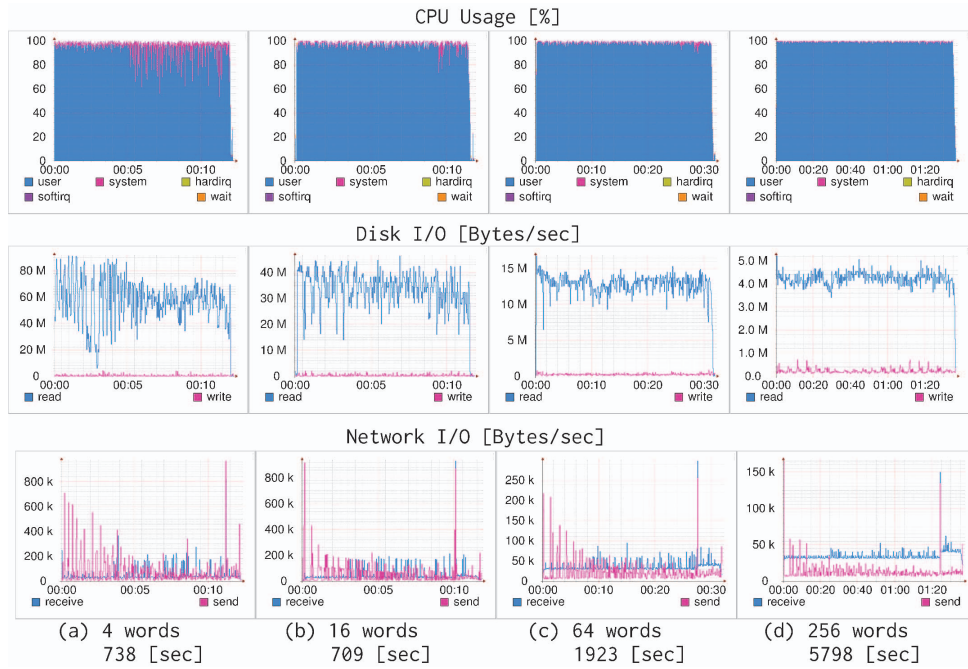 CPU Usage [%]
100 100 100 100
80 80 80 80
60 60 60 60
40 40 40 40
20 20 20 20
0 0 0 0
00:00 00:05 00:10 00:00 00:05 00:10 00:00 00:10 00:20 00:30 00:00 00:20 00:40 01:00 01:20
user system hardirq user system hardirq user system hardirq user system hardirq
softirq wait softirq wait softirq wait softirq wait
Disk I/O [Bytes/sec]
80 M 40 M 15 M 5.0 M
60 M 30 M 10 M 4.0 M
40 M 20 M 5 M 3.0 M
20 M 10 M 0 2.0 M
0 0 1.0 M
0.0
00:00 00:05 00:10 00:00 00:05 00:10 00:00 00:10 00:20 00:30 00:00 00:20 00:40 01:00 01:20
read write read write read write read write
Network I/O [Bytes/sec]
800 k 800 k 250 k 150 k
600 k 600 k 200 k 100 k
400 k 400 k 150 k 50 k
200 k 200 k 100 k 0
0 0 50 k
0
00:00 00:05 00:10 00:00 00:05 00:10 00:00 00:10 00:20 00:30 00:00 00:20 00:40 01:00 01:20
receive send receive send receive send receive send
(a) 4 words (b) 16 words (c) 64 words (d) 256 words
738 [sec] 709 [sec] 1923 [sec] 5798 [sec]